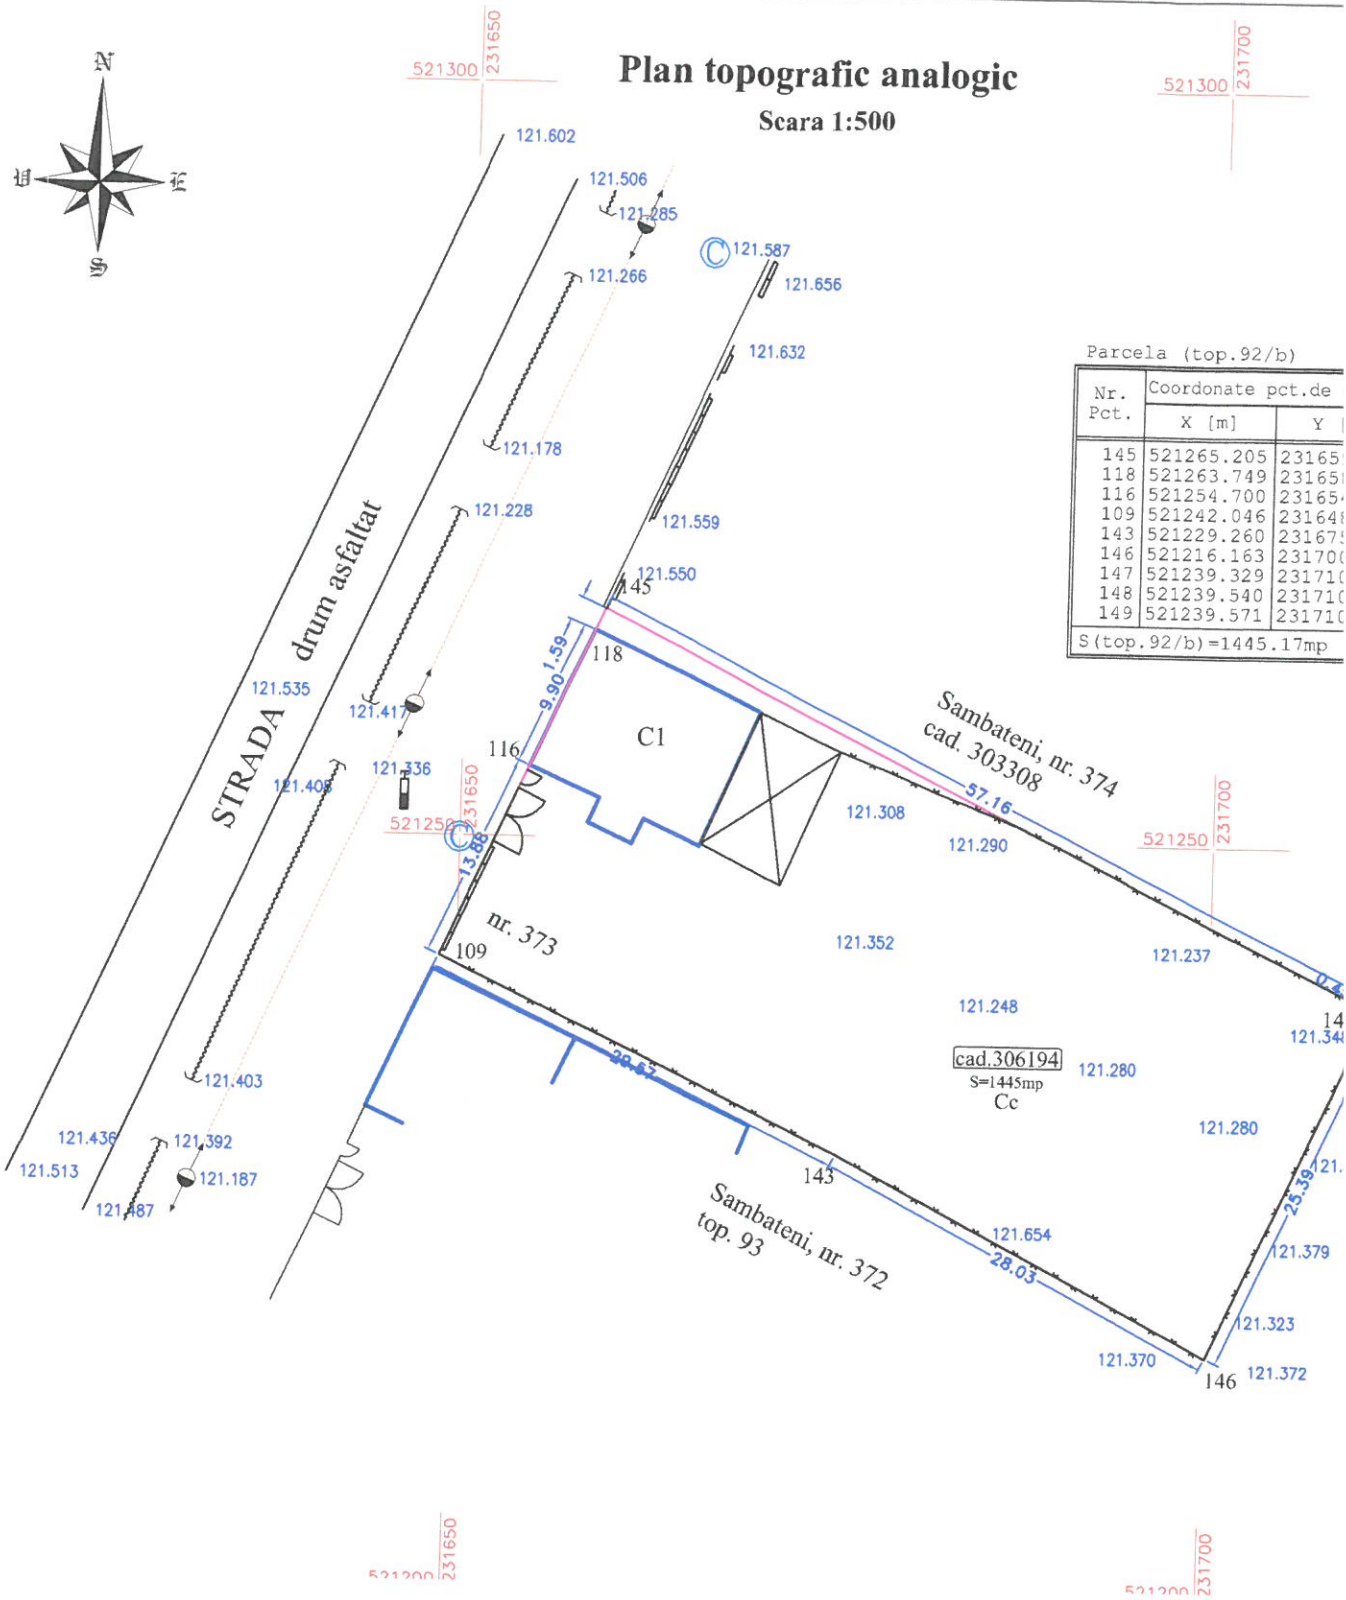 Plan topografic analogic
Scara 1:500
N
E
S
521300
231650
521300
231700
121.602
121.506
121.285
121.266
C
121.587
121.656
121.632
121.178
121.228
121.559
121.550
Parcela (top.92/b)
Nr. Pct.
Coordonate pct.de
X [m]
Y
145 521265.205
118 521263.749
116 521254.700
109 521242.046
143 521229.260
146 521216.163
147 521239.329
148 521239.540
149 521239.571
S(top.92/b)=1445.17mp
STRADA drum asfaltat
121.535
121.417
121.336
121.408
145
118
1.59
9.90
116
C1
Sambateni, nr. 374
cad. 303308
57.16
521250
231650
C
13.88
521250
231700
121.308
121.290
nr. 373
109
121.352
121.237
121.248
cad.306194
S=1445mp
Cc
121.280
121.280
29.57
121.403
121.436
121.513
121.392
121.187
121.487
143
Sambateni, nr. 372
top. 93
121.654
28.03
25.39
121.379
121.323
121.370
121.372
146
231650
521200
231700
521200